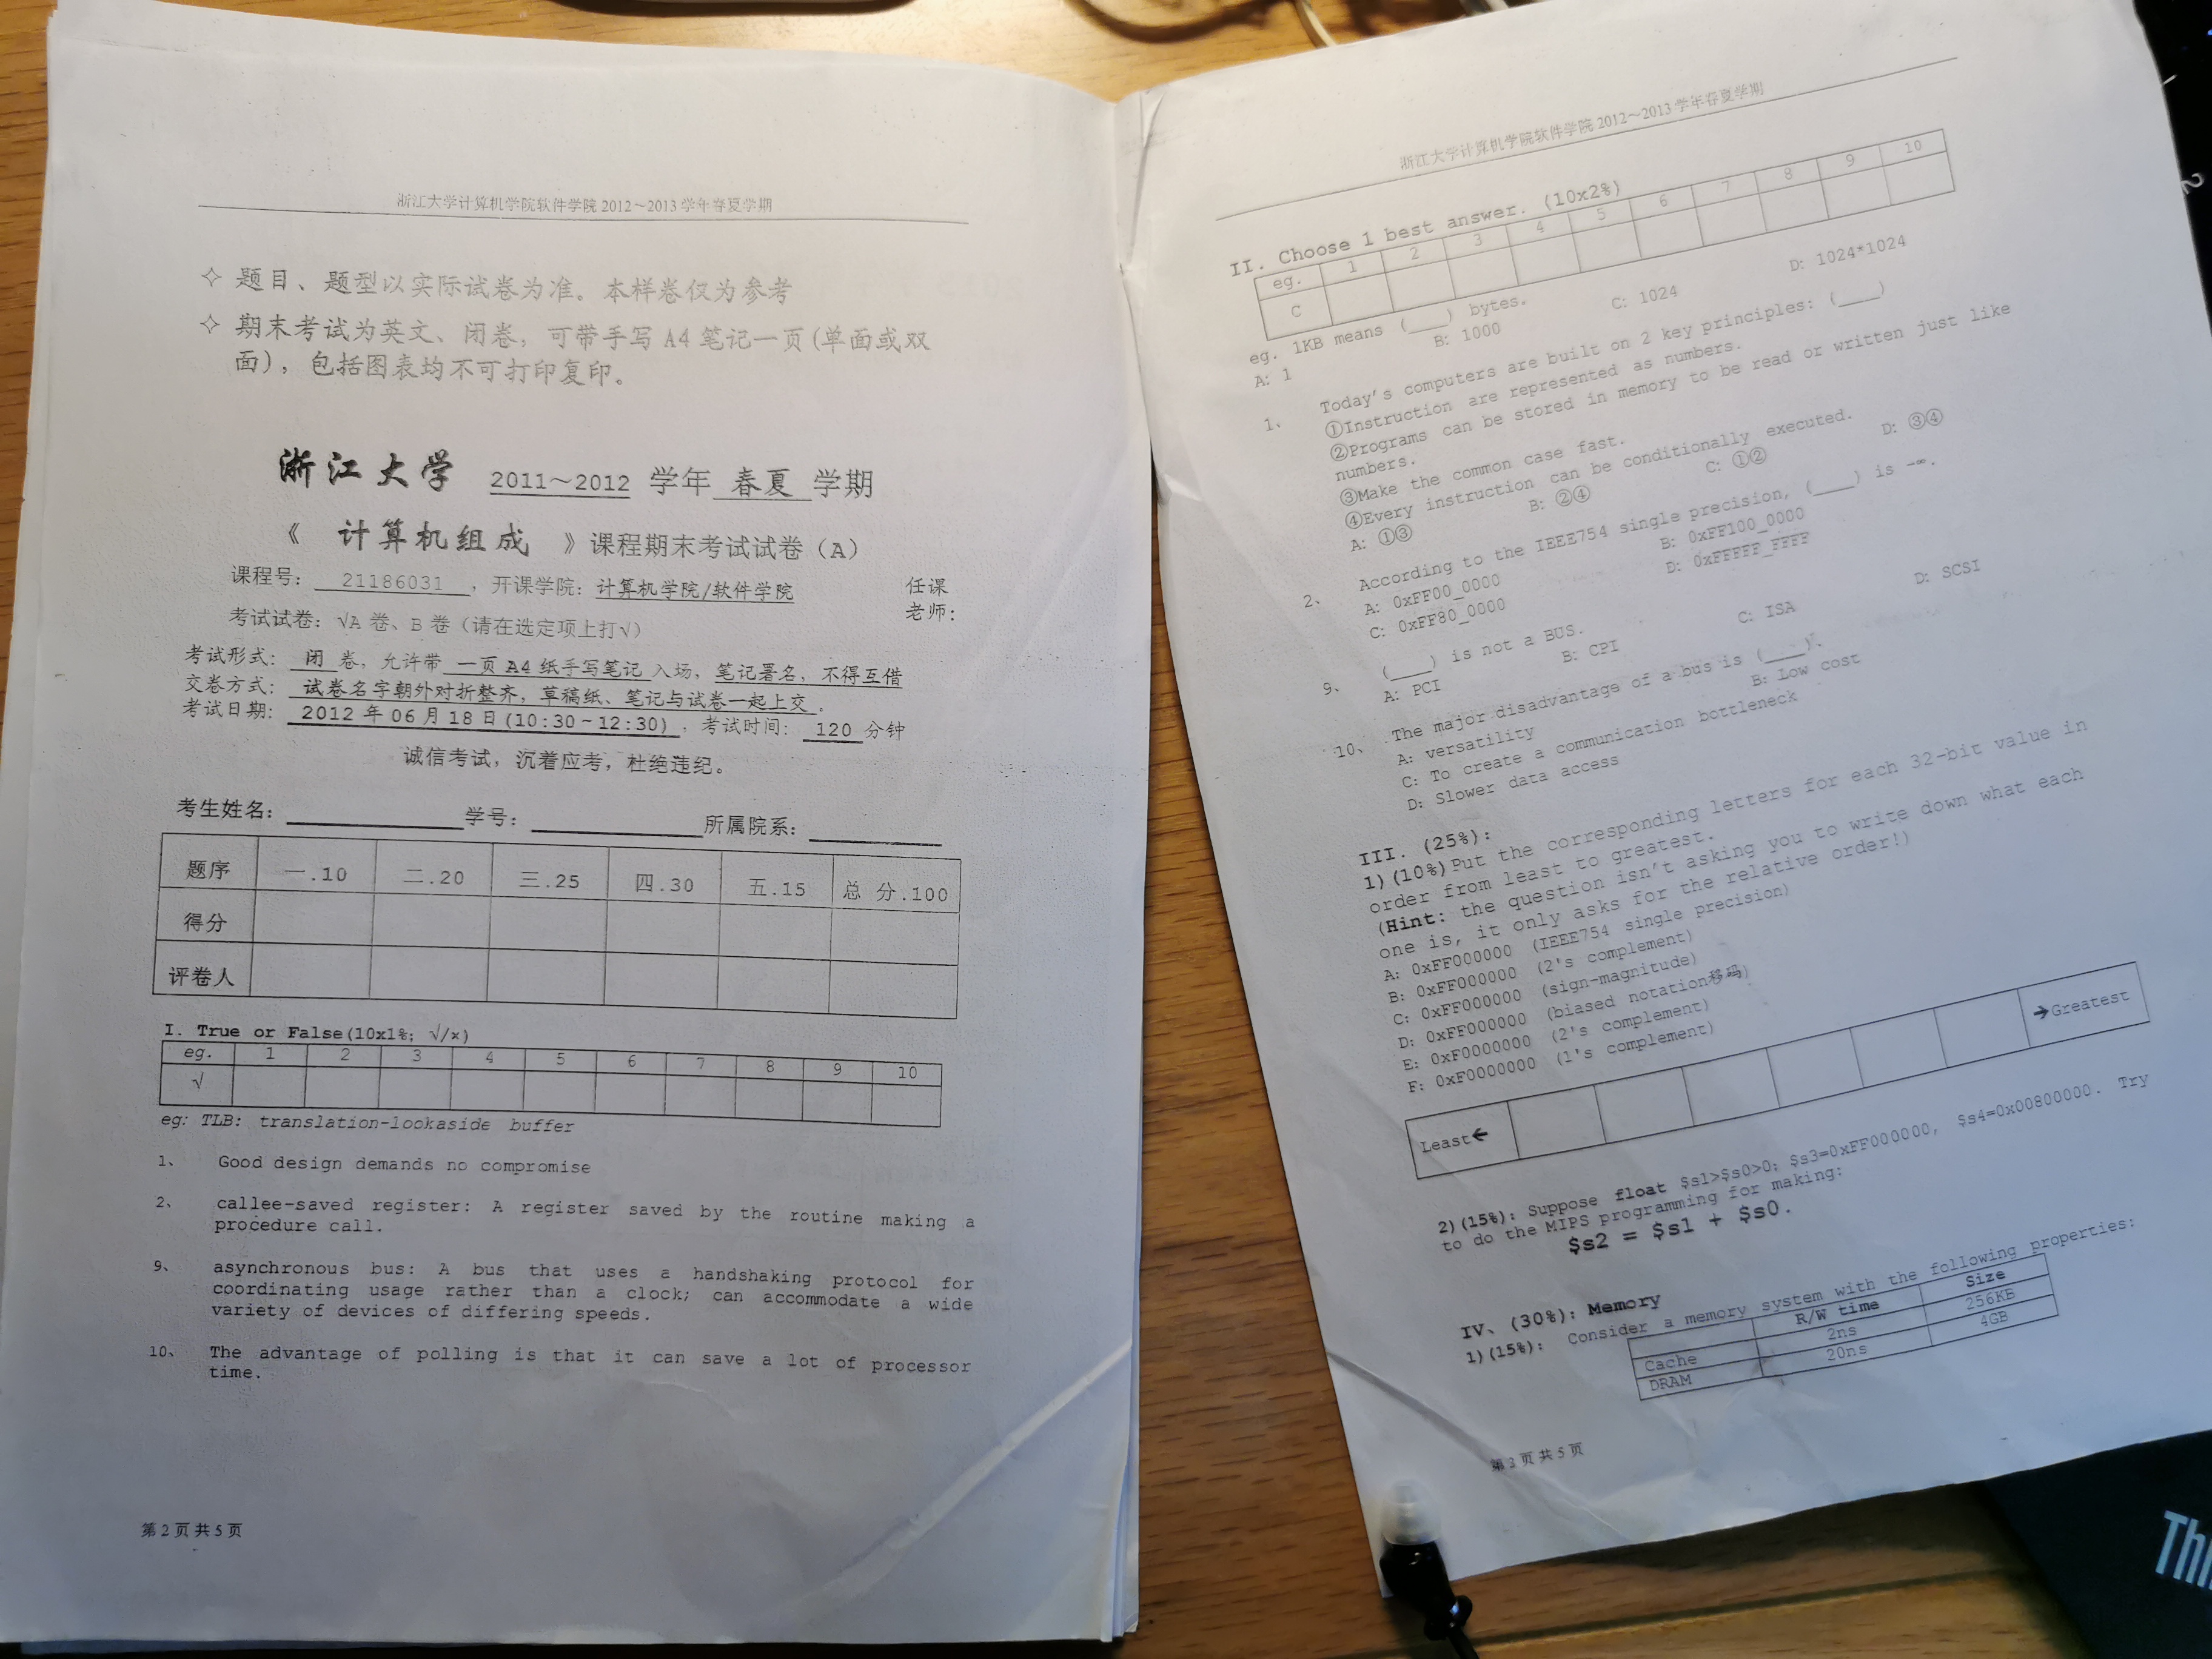 浙江大学计算机学院软件学院 2012～2013 学年春夏学期
✧ 题目、题型以实际试卷为准。本样卷仅为参考
✧ 期末考试为英文、闭卷，可带手写 A4 笔记一页(单面或双
面)，包括图表均不可打印复印。
浙江大学 2011～2012 学年 春夏 学期
《 计算机组成 》课程期末考试试卷（A）
课程号： 21186031 ，开课学院：计算机学院/软件学院 任课
考试试卷：√A 卷、B 卷（请在选定项上打√） 老师：
考试形式： 闭 卷，允许带 一页 A4 纸手写笔记 入场，笔记署名，不得互借
交卷方式： 试卷名字朝外对折整齐，草稿纸、笔记与试卷一起上交 。
考试日期： 2012 年 06 月 18 日(10:30~12:30) ，考试时间： 120 分钟
诚信考试，沉着应考，杜绝违纪。
考生姓名： 学号： 所属院系：
题序 一.10 二.20 三.25 四.30 五.15 总 分.100
得分
评卷人
I. True or False(10x1%; √/×)
eg. 1 2 3 4 5 6 7 8 9 10
√
eg: TLB: translation-lookaside buffer
1、 Good design demands no compromise
2、 callee-saved register: A register saved by the routine making a
procedure call.
9、 asynchronous bus: A bus that uses a handshaking protocol for
coordinating usage rather than a clock; can accommodate a wide
variety of devices of differing speeds.
10、 The advantage of polling is that it can save a lot of processor
time.
第 2 页 共 5 页
浙江大学计算机学院软件学院 2012～2013 学年春夏学期
II. Choose 1 best answer. (10x2%)
eg. 1 2 3 4 5 6 7 8 9 10
C
eg. 1KB means (___) bytes.
A: 1 B: 1000 C: 1024 D: 1024*1024
1、 Today's computers are built on 2 key principles: (___)
①Instruction are represented as numbers.
②Programs can be stored in memory to be read or written just like
numbers.
③Make the common case fast.
④Every instruction can be conditionally executed.
A: ①③ B: ②④ C: ①② D: ③④
2、 According to the IEEE754 single precision, (___) is -∞.
A: 0xFF00_0000 B: 0xFF100_0000
C: 0xFF80_0000 D: 0xFFFFF_FFFF
9、 (___) is not a BUS.
A: PCI B: CPI C: ISA D: SCSI
10、 The major disadvantage of a bus is (___).
A: versatility B: Low cost
C: To create a communication bottleneck
D: Slower data access
III. (25%):
1)(10%)Put the corresponding letters for each 32-bit value in
order from least to greatest.
(Hint: the question isn't asking you to write down what each
one is, it only asks for the relative order!)
A: 0xFF000000 (IEEE754 single precision)
B: 0xFF000000 (2's complement)
C: 0xFF000000 (sign-magnitude)
D: 0xFF000000 (biased notation移码)
E: 0xF0000000 (2's complement)
F: 0xF0000000 (1's complement)
Least← →Greatest
2)(15%): Suppose float $s1>$s0>0; $s3=0xFF000000, $s4=0x00800000. Try
to do the MIPS programming for making:
$s2 = $s1 + $s0.
IV、(30%): Memory
1)(15%): Consider a memory system with the following properties:
R/W time Size
Cache 2ns 256KB
DRAM 20ns 4GB
第 3 页 共 5 页